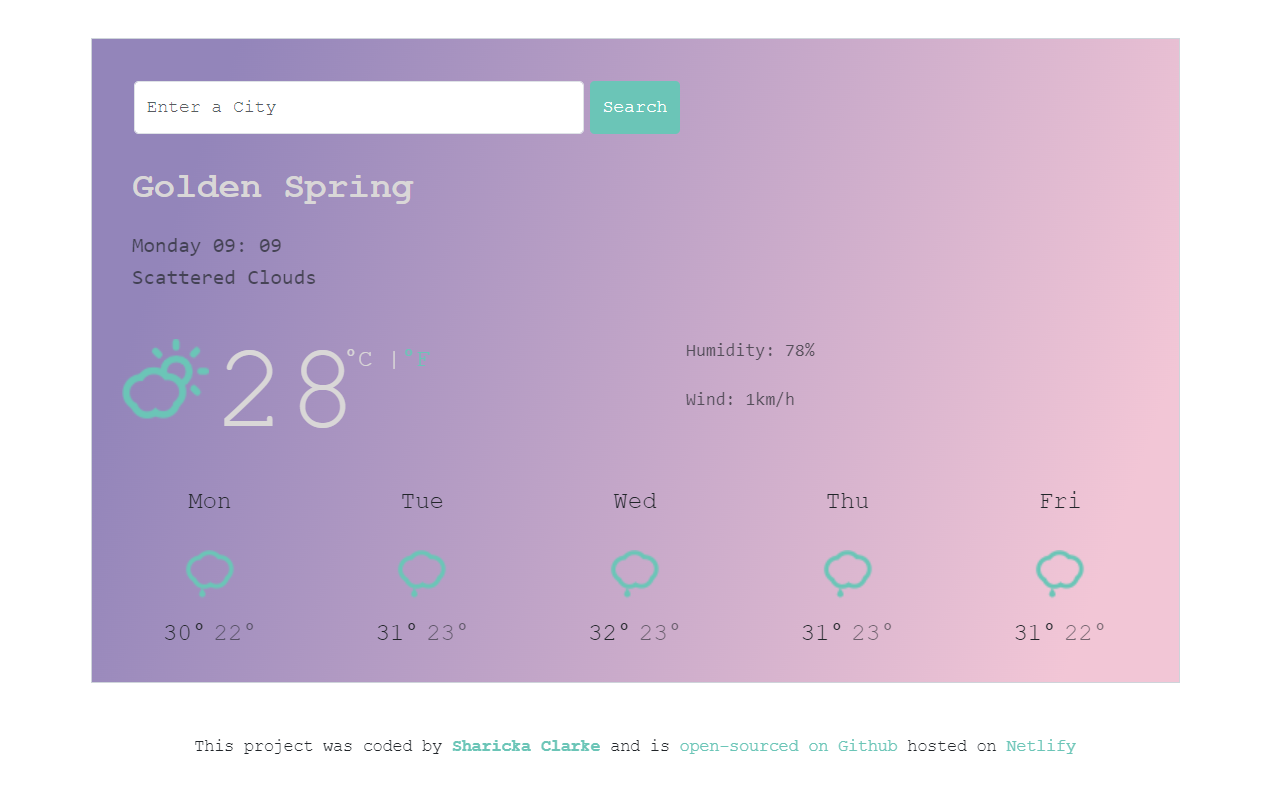 Enter a City
Search
Golden Spring
Monday 09: 09
Scattered Clouds
28°C |°F
Humidity: 78%
Wind: 1km/h
Mon Tue Wed Thu Fri
30° 22° 31° 23° 32° 23° 31° 23° 31° 22°
This project was coded by Sharicka Clarke and is open-sourced on Github hosted on Netlify